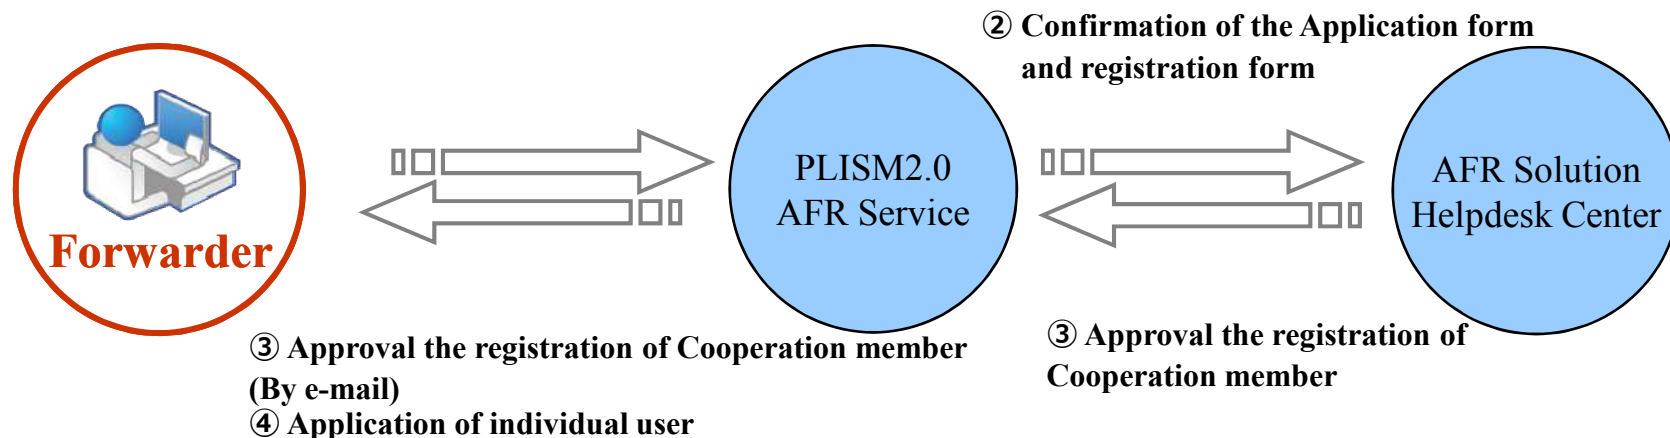 ② Confirmation of the Application form
and registration form
Forwarder
PLISM2.0
AFR Service
AFR Solution
Helpdesk Center
③ Approval the registration of Cooperation member
(By e-mail)
④ Application of individual user
③ Approval the registration of
Cooperation member